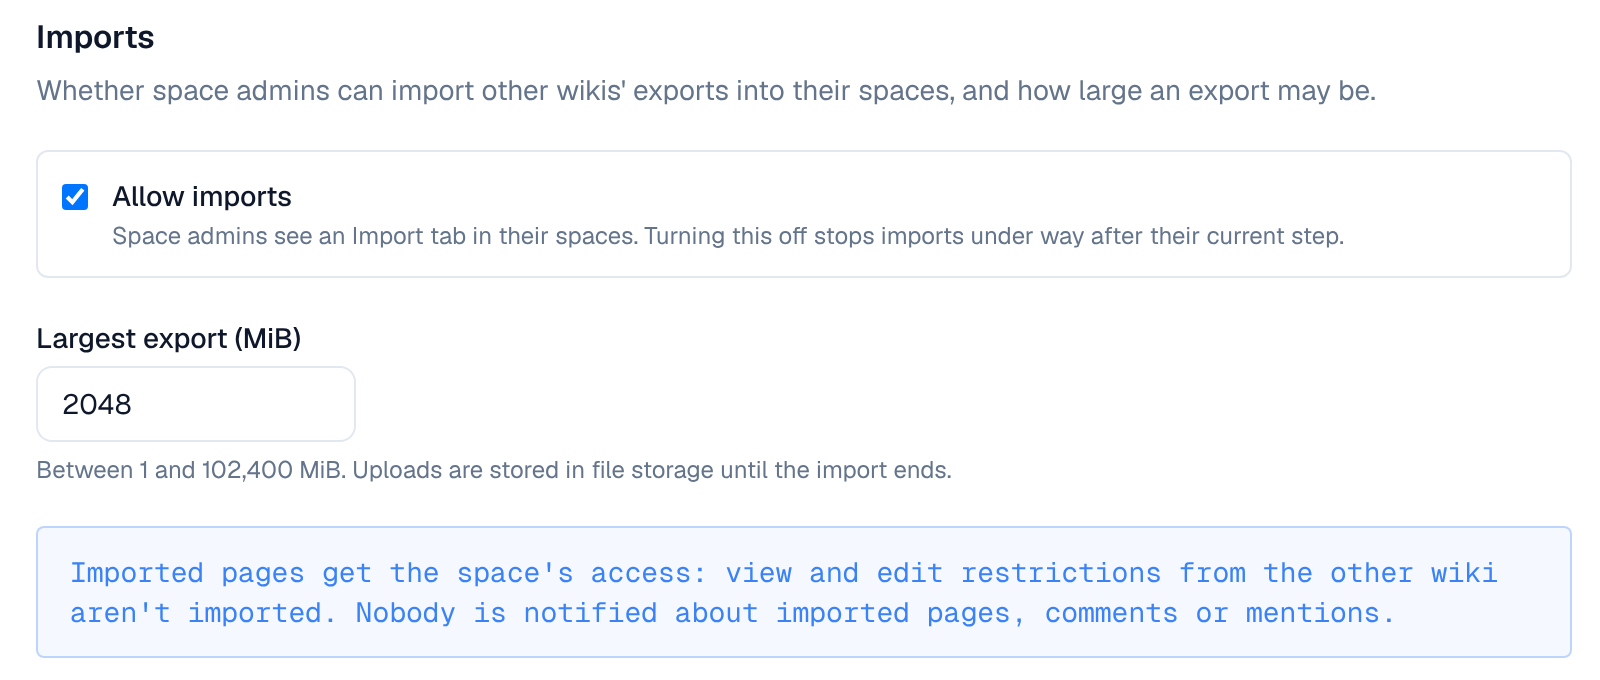 Imports
Whether space admins can import other wikis' exports into their spaces, and how large an export may be.
Allow imports
Space admins see an Import tab in their spaces. Turning this off stops imports under way after their current step.
Largest export (MiB)
2048
Between 1 and 102,400 MiB. Uploads are stored in file storage until the import ends.
Imported pages get the space's access: view and edit restrictions from the other wiki
aren't imported. Nobody is notified about imported pages, comments or mentions.